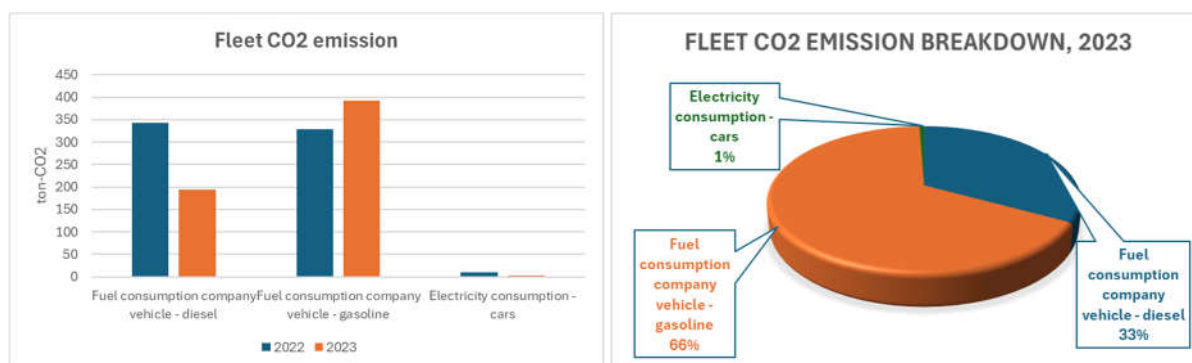 Fleet CO2 emission
450
400
350
300
250
200
150
100
50
0
ton-CO2
Fuel consumption company
vehicle - diesel
Fuel consumption company
vehicle - gasoline
Electricity consumption -
cars
2022
2023
FLEET CO2 EMISSION BREAKDOWN, 2023
Electricity
consumption -
cars
1%
Fuel
consumption
company
vehicle -
gasoline
66%
Fuel
consumption
company
vehicle - diesel
33%